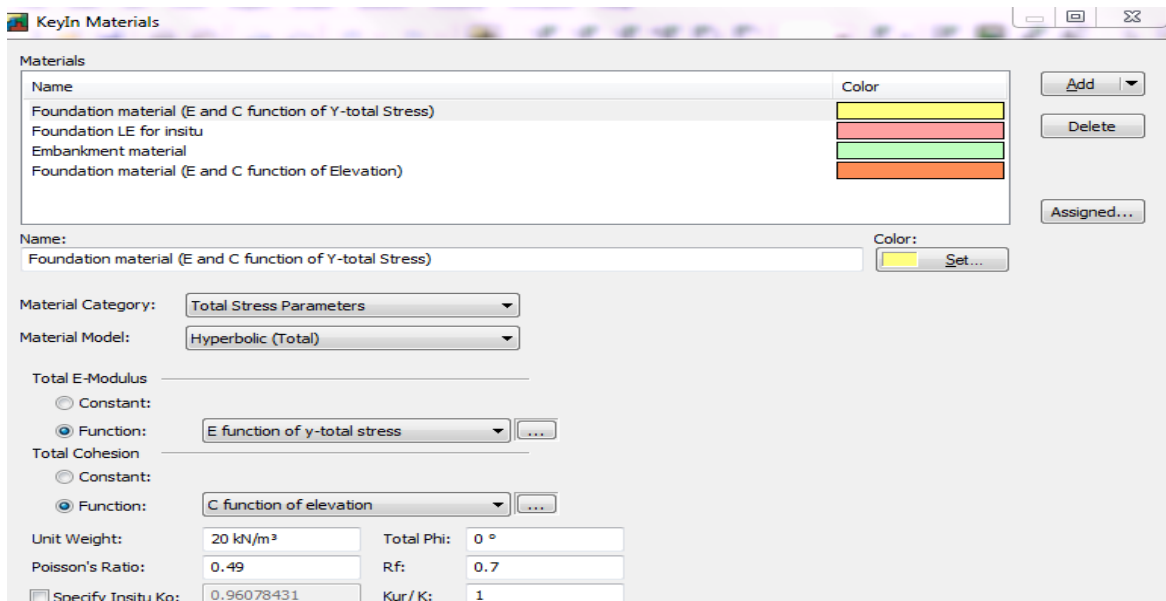 KeyIn Materials
Materials
Name Color
Foundation material (E and C function of Y-total Stress)
Foundation LE for insitu
Embankment material
Foundation material (E and C function of Elevation)
Add
Delete
Assigned...
Name: Color:
Foundation material (E and C function of Y-total Stress) Set...
Material Category: Total Stress Parameters
Material Model: Hyperbolic (Total)
Total E-Modulus
Constant:
Function: E function of y-total stress ...
Total Cohesion
Constant:
Function: C function of elevation ...
Unit Weight: 20 kN/m³ Total Phi: 0 °
Poisson's Ratio: 0.49 Rf: 0.7
Specify Insitu Ko: 0.96078431 Kur/ K: 1